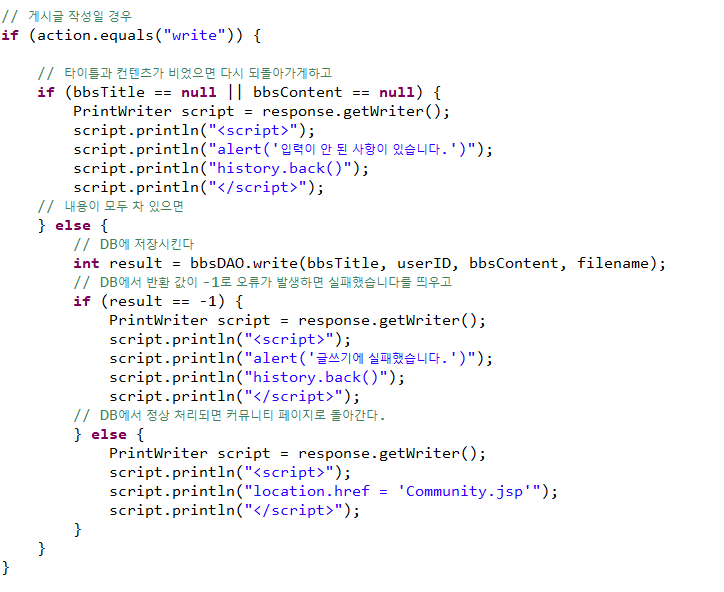 // 게시글 작성일 경우
if (action.equals("write")) {
// 타이틀과 컨텐츠가 비었으면 다시 되돌아가게하고
if (bbsTitle == null || bbsContent == null) {
PrintWriter script = response.getWriter();
script.println("<script>");
script.println("alert('입력이 안 된 사항이 있습니다.')");
script.println("history.back()");
script.println("</script>");
// 내용이 모두 차 있으면
} else {
// DB에 저장시킨다
int result = bbsDAO.write(bbsTitle, userID, bbsContent, filename);
// DB에서 반환 값이 -1로 오류가 발생하면 실패했습니다를 띄우고
if (result == -1) {
PrintWriter script = response.getWriter();
script.println("<script>");
script.println("alert('글쓰기에 실패했습니다.')");
script.println("history.back()");
script.println("</script>");
// DB에서 정상 처리되면 커뮤니티 페이지로 돌아간다.
} else {
PrintWriter script = response.getWriter();
script.println("<script>");
script.println("location.href = 'Community.jsp'");
script.println("</script>");
}
}
}